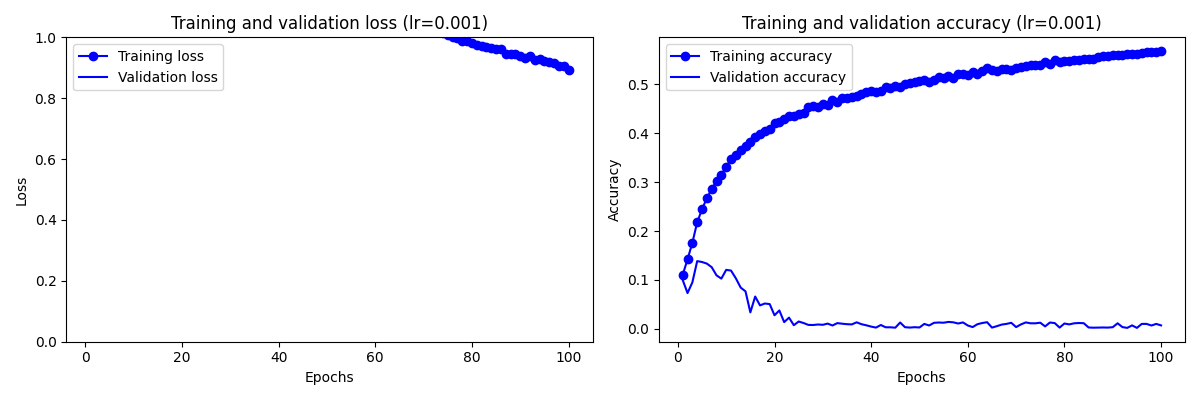 Training and validation loss (lr=0.001)
Training loss
Validation loss
1.0
0.8
0.6
0.4
0.2
0.0
Loss
0 20 40 60 80 100
Epochs
Training and validation accuracy (lr=0.001)
Training accuracy
Validation accuracy
0.5
0.4
0.3
0.2
0.1
0.0
Accuracy
0 20 40 60 80 100
Epochs